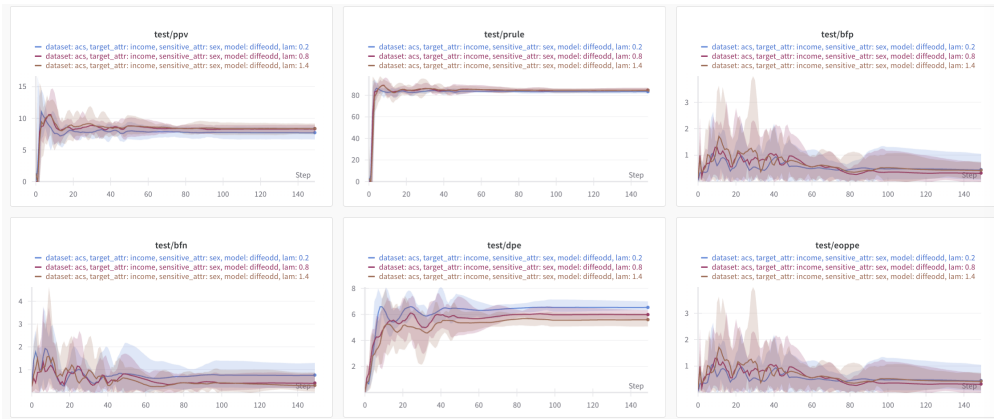 test/ppv
dataset: acs, target_attr: income, sensitive_attr: sex, model: diffeodd, lam: 0.2
dataset: acs, target_attr: income, sensitive_attr: sex, model: diffeodd, lam: 0.8
dataset: acs, target_attr: income, sensitive_attr: sex, model: diffeodd, lam: 1.4
15
10
5
0
Step
0 20 40 60 80 100 120 140
test/prule
dataset: acs, target_attr: income, sensitive_attr: sex, model: diffeodd, lam: 0.2
dataset: acs, target_attr: income, sensitive_attr: sex, model: diffeodd, lam: 0.8
dataset: acs, target_attr: income, sensitive_attr: sex, model: diffeodd, lam: 1.4
80
60
40
20
0
Step
0 20 40 60 80 100 120 140
test/bfp
dataset: acs, target_attr: income, sensitive_attr: sex, model: diffeodd, lam: 0.2
dataset: acs, target_attr: income, sensitive_attr: sex, model: diffeodd, lam: 0.8
dataset: acs, target_attr: income, sensitive_attr: sex, model: diffeodd, lam: 1.4
3
2
1
Step
0 20 40 60 80 100 120 140
test/bfn
dataset: acs, target_attr: income, sensitive_attr: sex, model: diffeodd, lam: 0.2
dataset: acs, target_attr: income, sensitive_attr: sex, model: diffeodd, lam: 0.8
dataset: acs, target_attr: income, sensitive_attr: sex, model: diffeodd, lam: 1.4
4
3
2
1
Step
0 20 40 60 80 100 120 140
test/dpe
dataset: acs, target_attr: income, sensitive_attr: sex, model: diffeodd, lam: 0.2
dataset: acs, target_attr: income, sensitive_attr: sex, model: diffeodd, lam: 0.8
dataset: acs, target_attr: income, sensitive_attr: sex, model: diffeodd, lam: 1.4
8
6
4
2
Step
0 20 40 60 80 100 120 140
test/eoppe
dataset: acs, target_attr: income, sensitive_attr: sex, model: diffeodd, lam: 0.2
dataset: acs, target_attr: income, sensitive_attr: sex, model: diffeodd, lam: 0.8
dataset: acs, target_attr: income, sensitive_attr: sex, model: diffeodd, lam: 1.4
3
2
1
Step
0 20 40 60 80 100 120 140